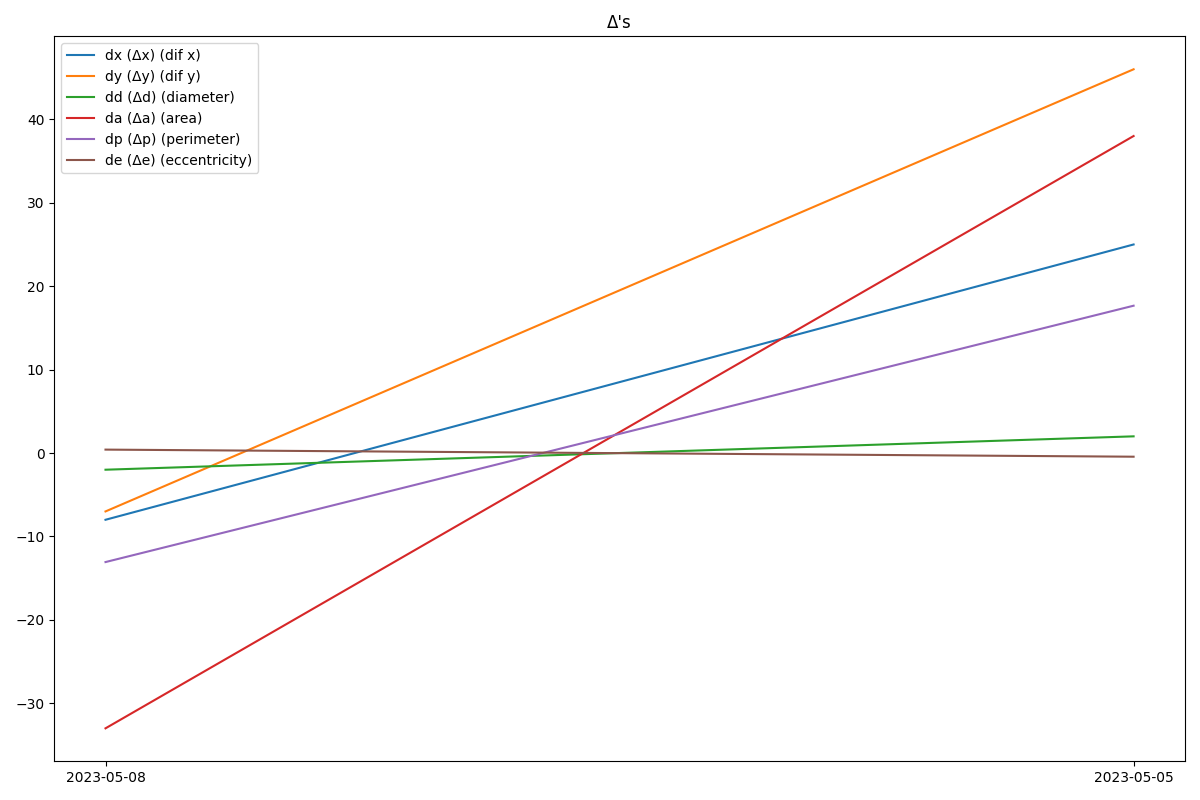 Δ's
dx (Δx) (dif x)
dy (Δy) (dif y)
dd (Δd) (diameter)
da (Δa) (area)
dp (Δp) (perimeter)
de (Δe) (eccentricity)
40
30
20
10
0
−10
−20
−30
2023-05-08 2023-05-05